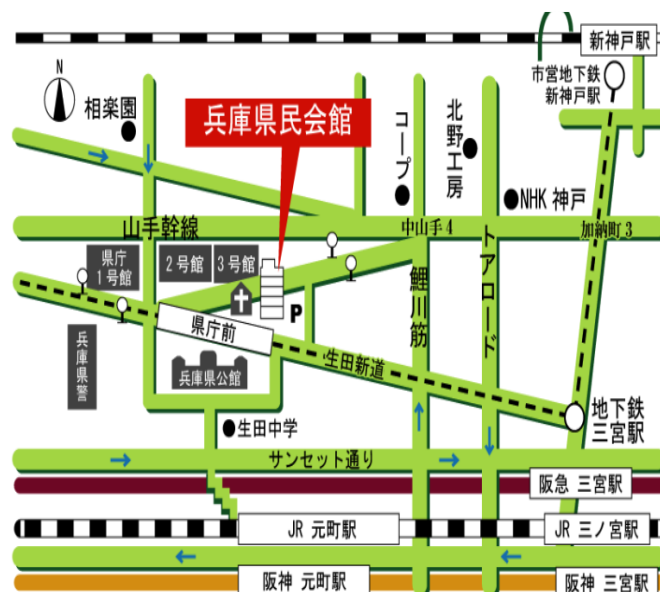 新神戸駅
市営地下鉄
新神戸駅
N
相楽園
兵庫県民会館
コープ
北野工房
NHK 神戸
山手幹線
中山手4
加納町3
県庁
1号館
2号館
3号館
トアロード
鯉川筋
P
県庁前
兵庫県警
兵庫県公館
生田新道
地下鉄
三宮駅
生田中学
サンセット通り
阪急 三宮駅
JR 元町駅
JR 三ノ宮駅
阪神 元町駅
阪神 三宮駅